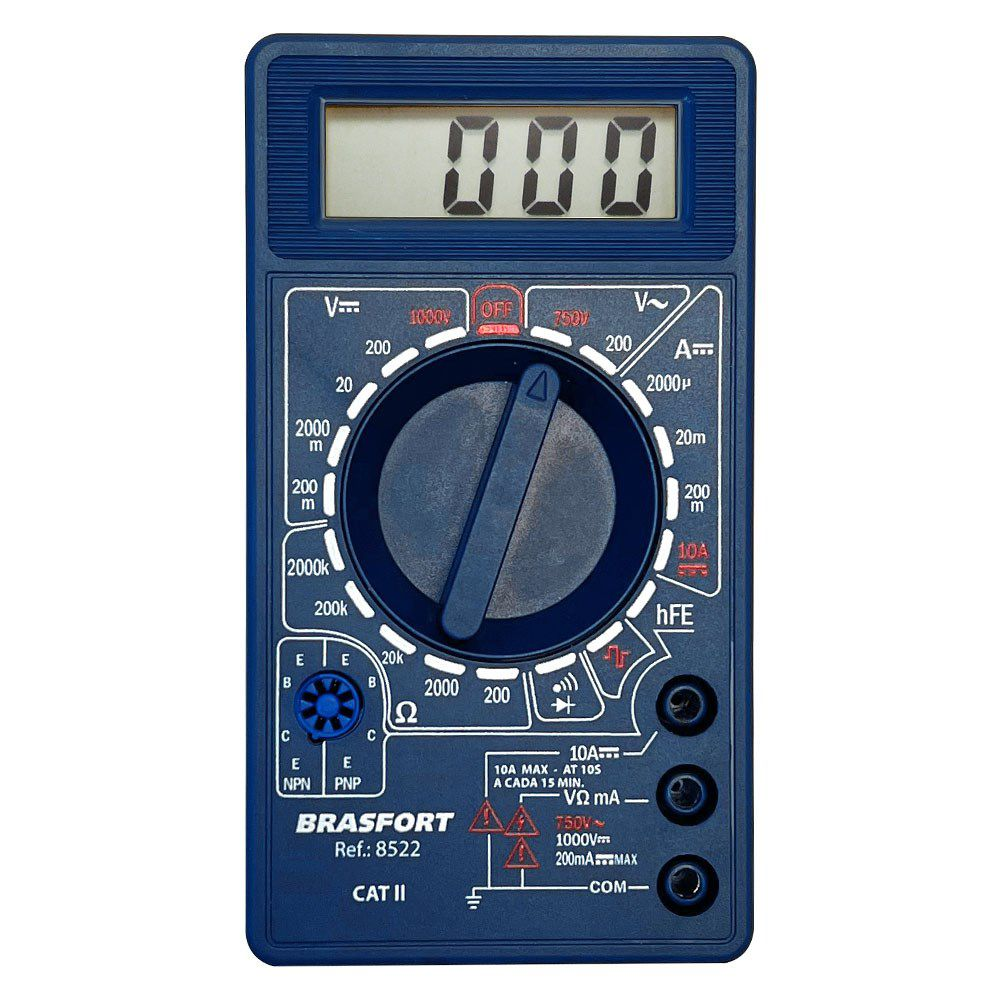 000
V⎓
1000V
OFF
750V
V~
200
20
2000
m
200
m
200
A⎓
2000µ
20m
200
m
10A
⎓
hFE
2000k
200k
20k
2000
200
Ω
E E
B B
C C
E E
NPN PNP
10A⎓
10A MAX - AT 10S
A CADA 15 MIN.
VΩ mA
750V~
1000V⎓
200mA⎓MAX
COM
BRASFORT
Ref.: 8522
CAT II